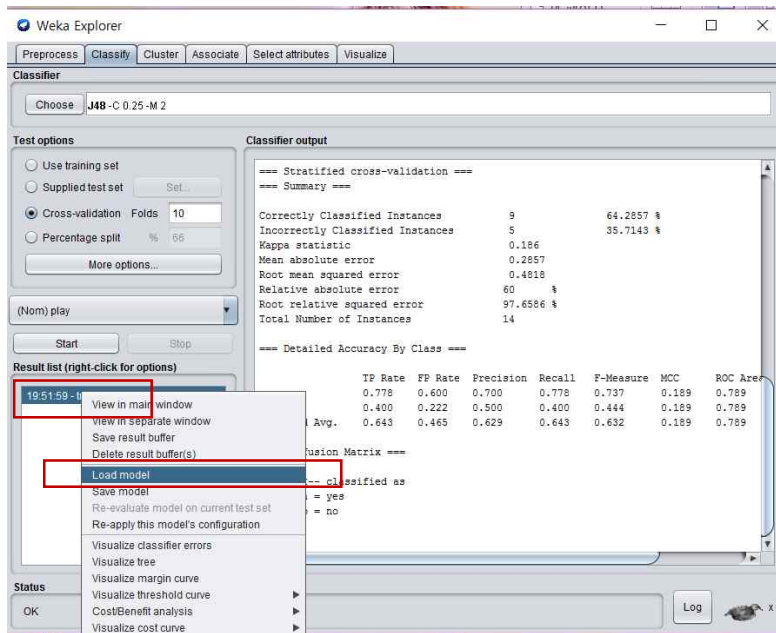 Weka Explorer
Preprocess Classify Cluster Associate Select attributes Visualize
Classifier
Choose J48 -C 0.25 -M 2
Test options
Use training set
Supplied test set Set...
Cross-validation Folds 10
Percentage split % 66
More options...
(Nom) play
Start Stop
Result list (right-click for options)
19:51:59 - t
Classifier output
=== Stratified cross-validation ===
=== Summary ===
Correctly Classified Instances 9 64.2857 %
Incorrectly Classified Instances 5 35.7143 %
Kappa statistic 0.186
Mean absolute error 0.2857
Root mean squared error 0.4818
Relative absolute error 60 %
Root relative squared error 97.6586 %
Total Number of Instances 14
=== Detailed Accuracy By Class ===
TP Rate FP Rate Precision Recall F-Measure MCC ROC Area
0.778 0.600 0.700 0.778 0.737 0.189 0.789
0.400 0.222 0.500 0.400 0.444 0.189 0.789
Avg. 0.643 0.465 0.629 0.643 0.632 0.189 0.789
fusion Matrix ===
<-- classified as
= yes
= no
View in main window
View in separate window
Save result buffer
Delete result buffer(s)
Load model
Save model
Re-evaluate model on current test set
Re-apply this model's configuration
Visualize classifier errors
Visualize tree
Visualize margin curve
Visualize threshold curve
Cost/Benefit analysis
Visualize cost curve
Status
OK
Log
x